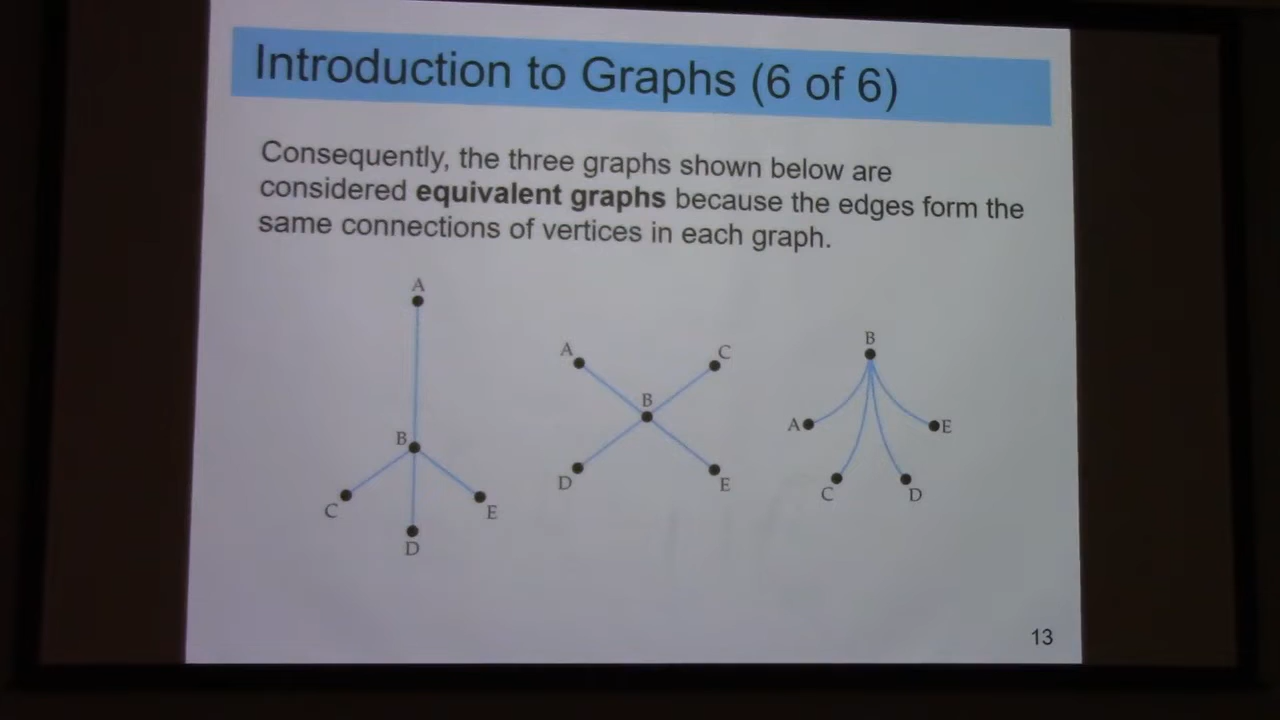 Introduction to Graphs (6 of 6)
Consequently, the three graphs shown below are
considered equivalent graphs because the edges form the
same connections of vertices in each graph.
A
B
C
D
E
A
C
B
D
E
B
A
E
C
D
13